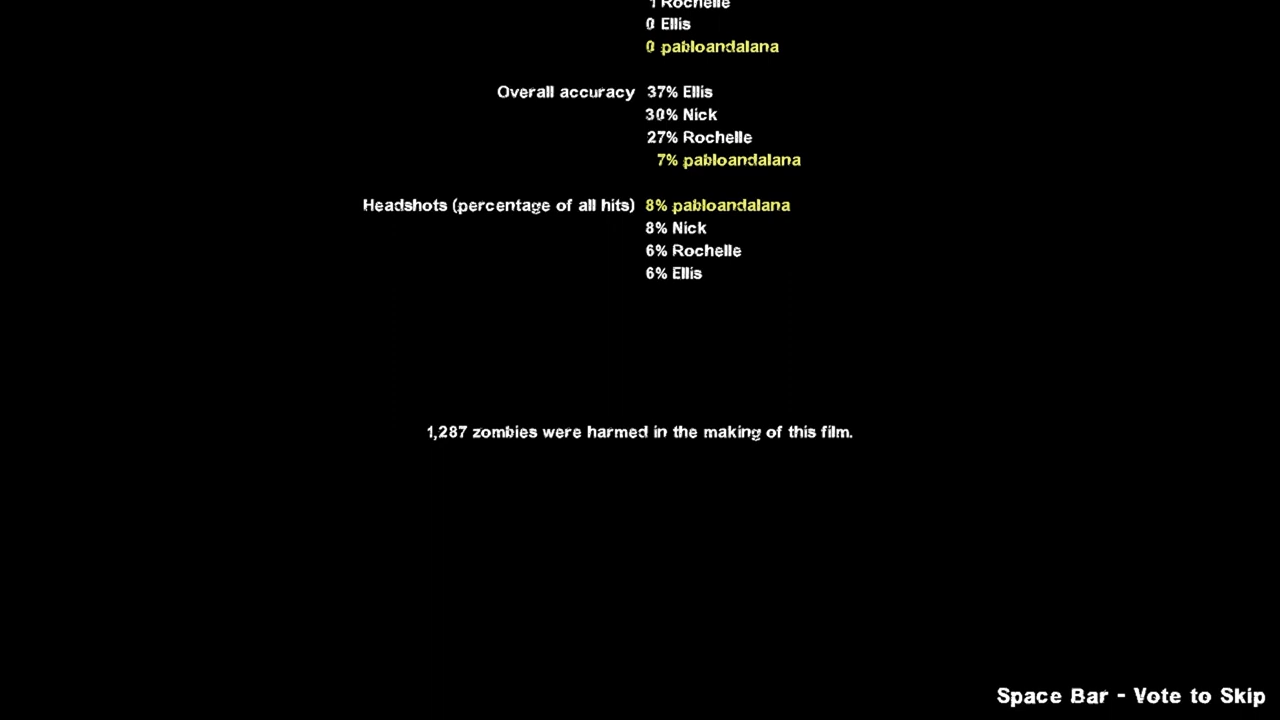 1 Rochelle
0 Ellis
0 pabloandalana
Overall accuracy 37% Ellis
30% Nick
27% Rochelle
7% pabloandalana
Headshots (percentage of all hits) 8% pabloandalana
8% Nick
6% Rochelle
6% Ellis
1,287 zombies were harmed in the making of this film.
Space Bar - Vote to Skip